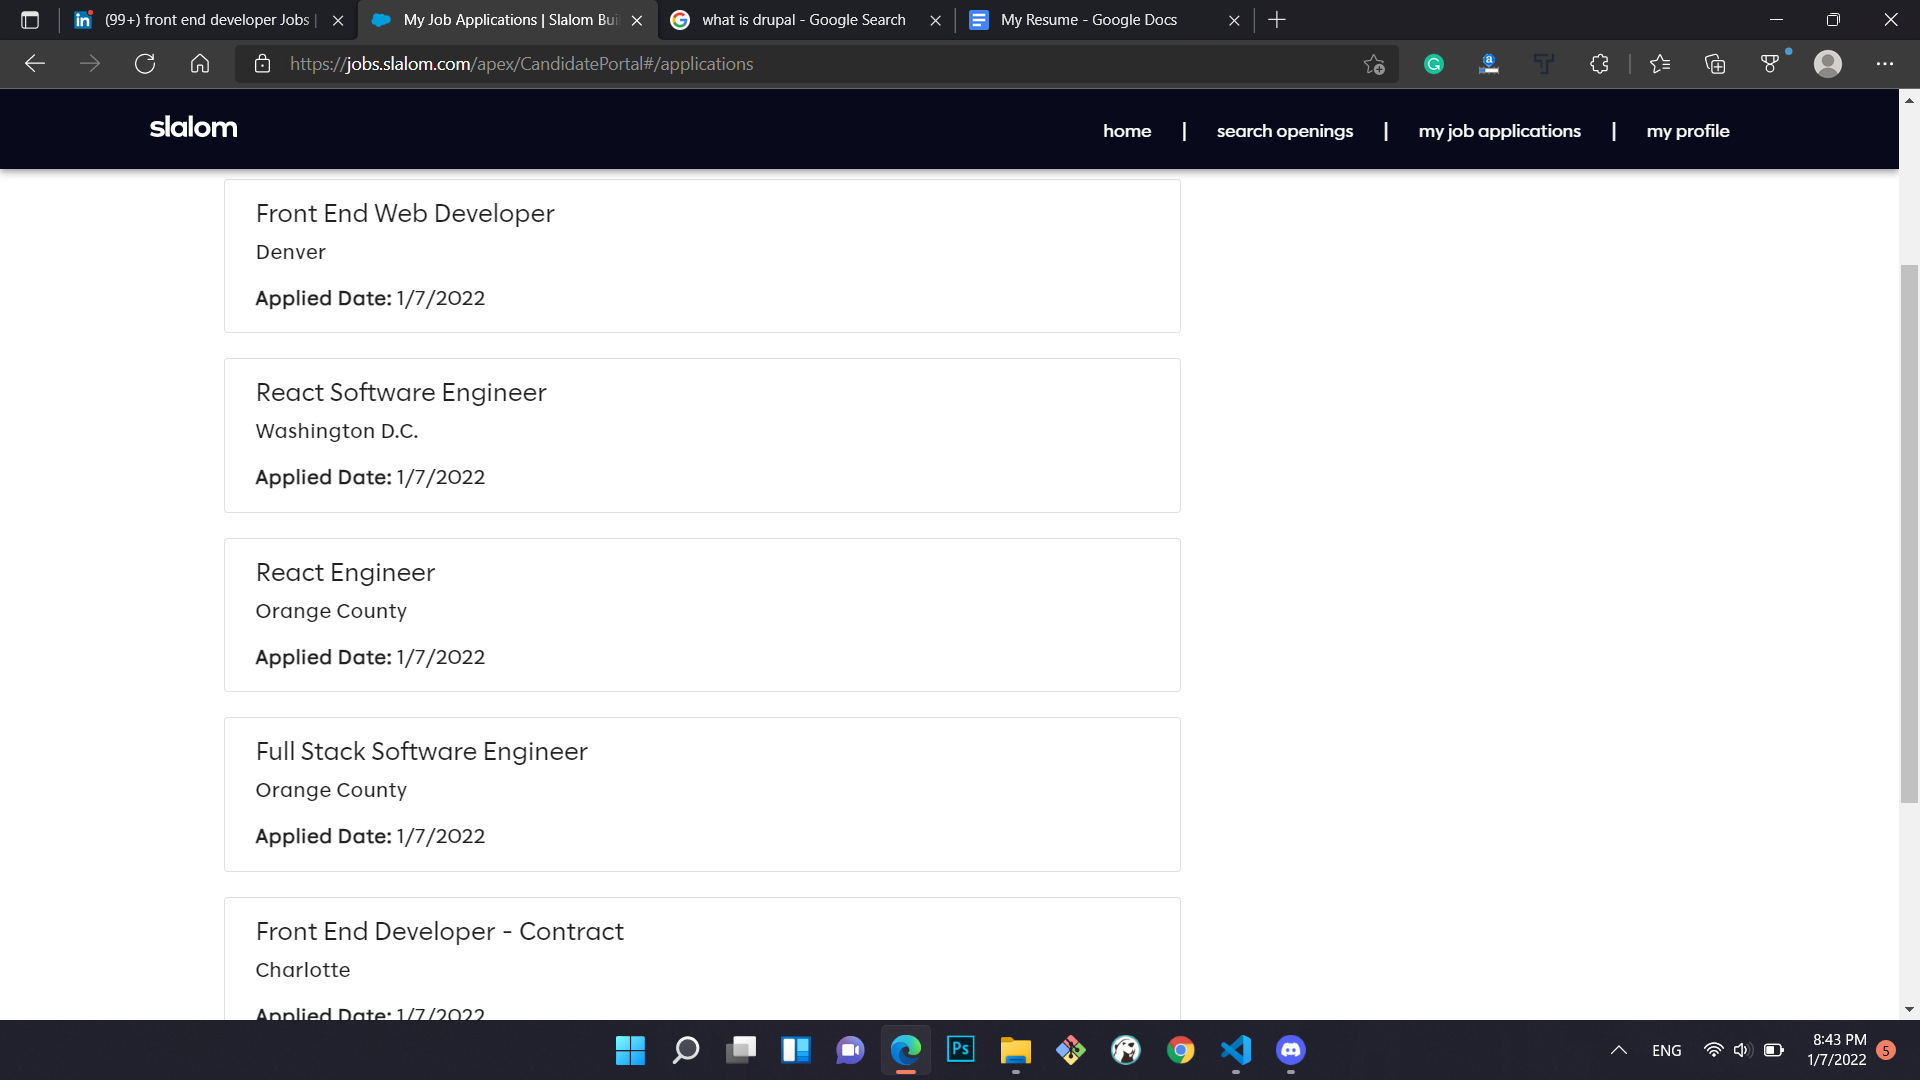 (99+) front end developer Jobs |
My Job Applications | Slalom Bui
what is drupal - Google Search
My Resume - Google Docs
https://jobs.slalom.com/apex/CandidatePortal#/applications
slalom
home | search openings | my job applications | my profile
Front End Web Developer
Denver
Applied Date: 1/7/2022
React Software Engineer
Washington D.C.
Applied Date: 1/7/2022
React Engineer
Orange County
Applied Date: 1/7/2022
Full Stack Software Engineer
Orange County
Applied Date: 1/7/2022
Front End Developer - Contract
Charlotte
Applied Date: 1/7/2022
Ps
ENG
8:43 PM
1/7/2022
5